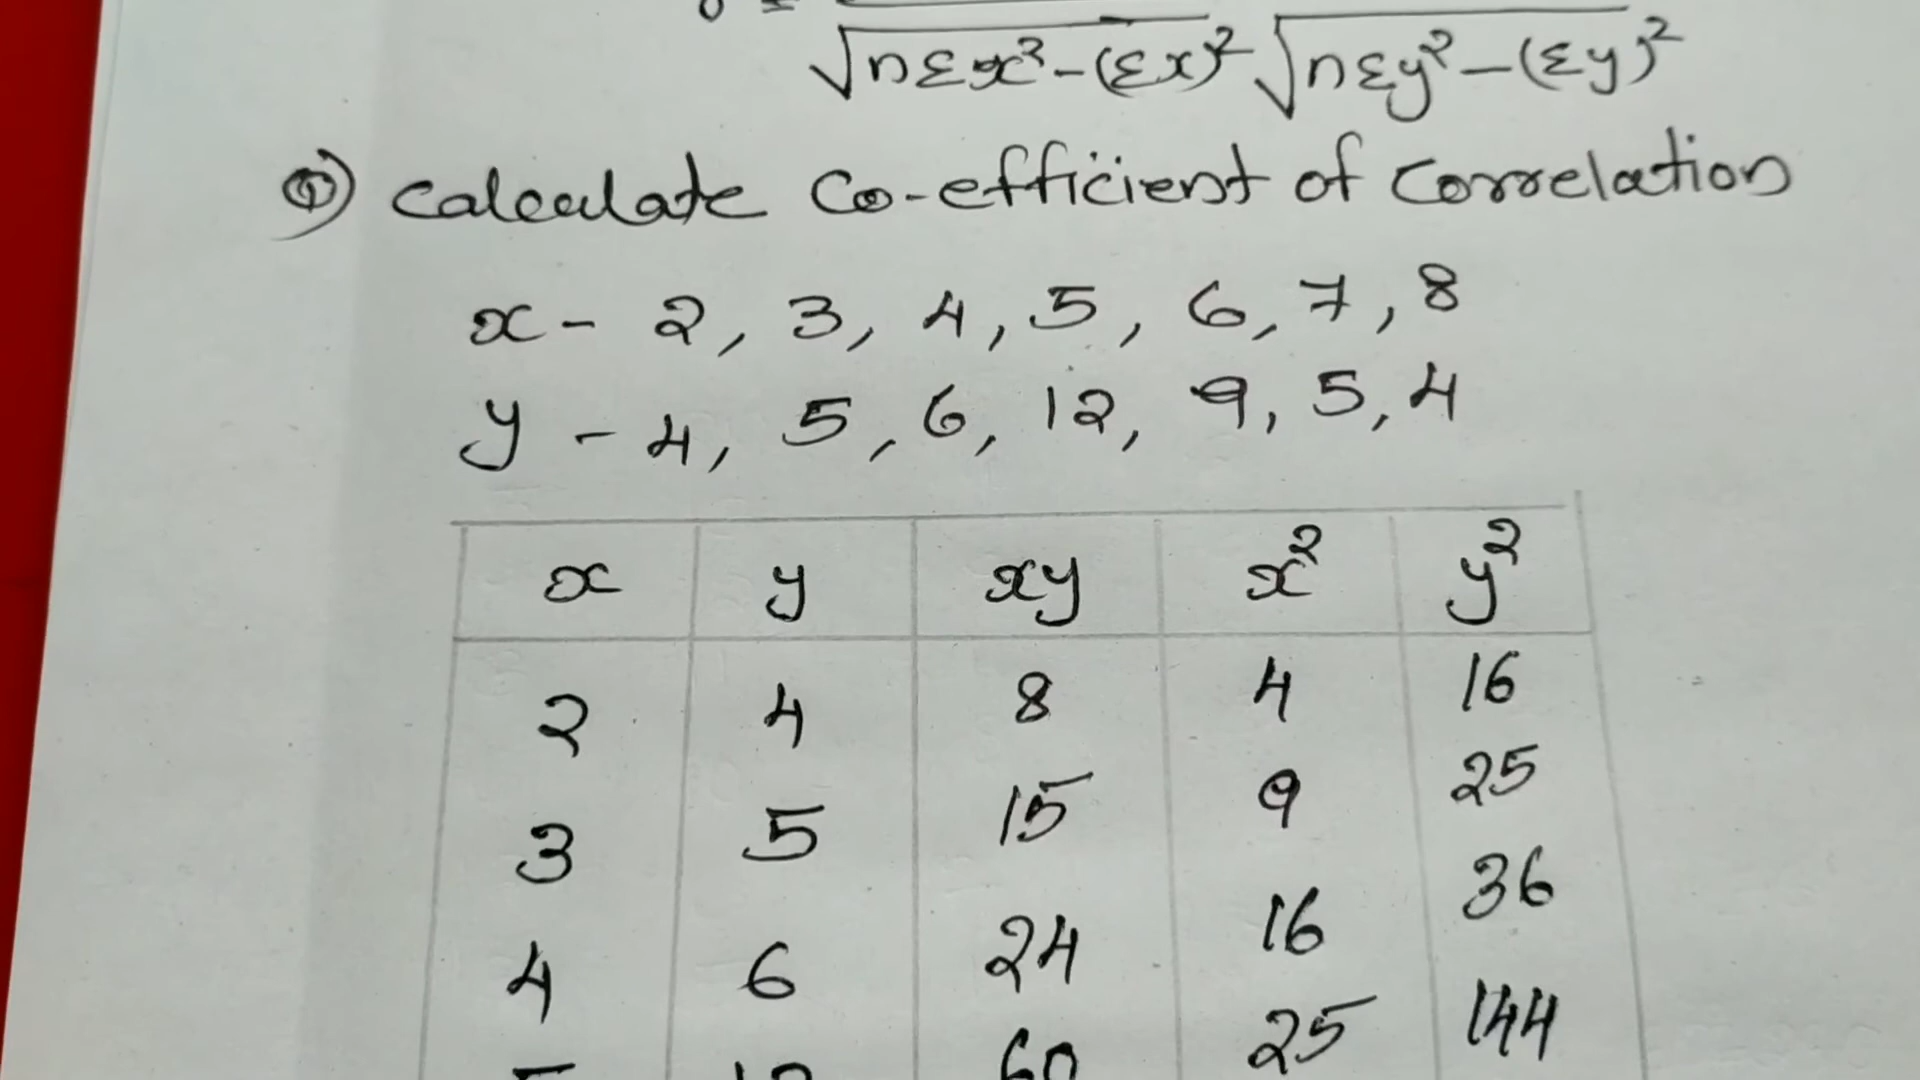 √nΣx²-(Σx)² √nΣy²-(Σy)²
Q) Calculate Co-efficient of Correlation
x - 2, 3, 4, 5, 6, 7, 8
y - 4, 5, 6, 12, 9, 5, 4
x y xy x² y²
2 4 8 4 16
3 5 15 9 25
4 6 24 16 36
60 25 144